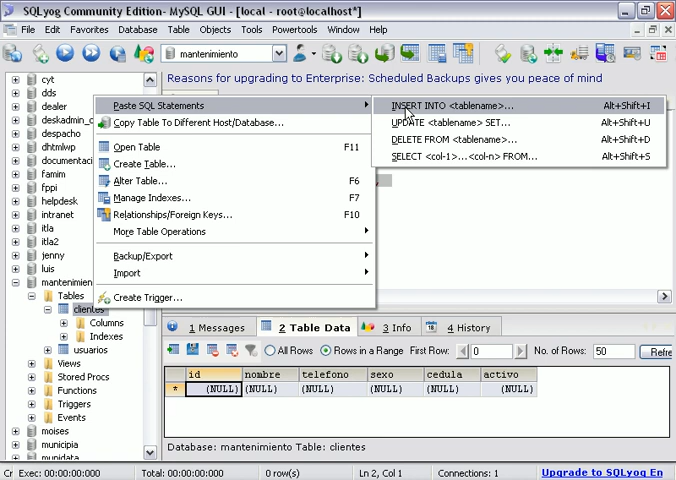 SQLyog Community Edition- MySQL GUI - [local - root@localhost*]
File Edit Favorites Database Table Objects Tools Powertools Window Help
mantenimiento
Reasons for upgrading to Enterprise: Scheduled Backups gives you peace of mind
cyt
dds
dealer
deskadmin_
despacho
dhtmlwp
documentaci
famim
fppi
helpdesk
intranet
itla
itla2
jenny
luis
mantenimien
Tables
clientes
Columns
Indexes
usuarios
Views
Stored Procs
Functions
Triggers
Events
moises
municipia
Paste SQL Statements
Copy Table To Different Host/Database...
Open Table F11
Create Table...
Alter Table... F6
Manage Indexes... F7
Relationships/Foreign Keys... F10
More Table Operations
Backup/Export
Import
Create Trigger...
INSERT INTO <tablename>... Alt+Shift+I
UPDATE <tablename> SET... Alt+Shift+U
DELETE FROM <tablename>... Alt+Shift+D
SELECT <col-1>...<col-n> FROM... Alt+Shift+S
1 Messages 2 Table Data 3 Info 4 History
All Rows Rows in a Range First Row: 0 No. of Rows: 50 Refre
id nombre telefono sexo cedula activo
* (NULL) (NULL) (NULL) (NULL) (NULL) (NULL)
Database: mantenimiento Table: clientes
Cr Exec: 00:00:00:000 Total: 00:00:00:000 0 row(s) Ln 2, Col 1 Connections: 1 Upgrade to SQLyog En